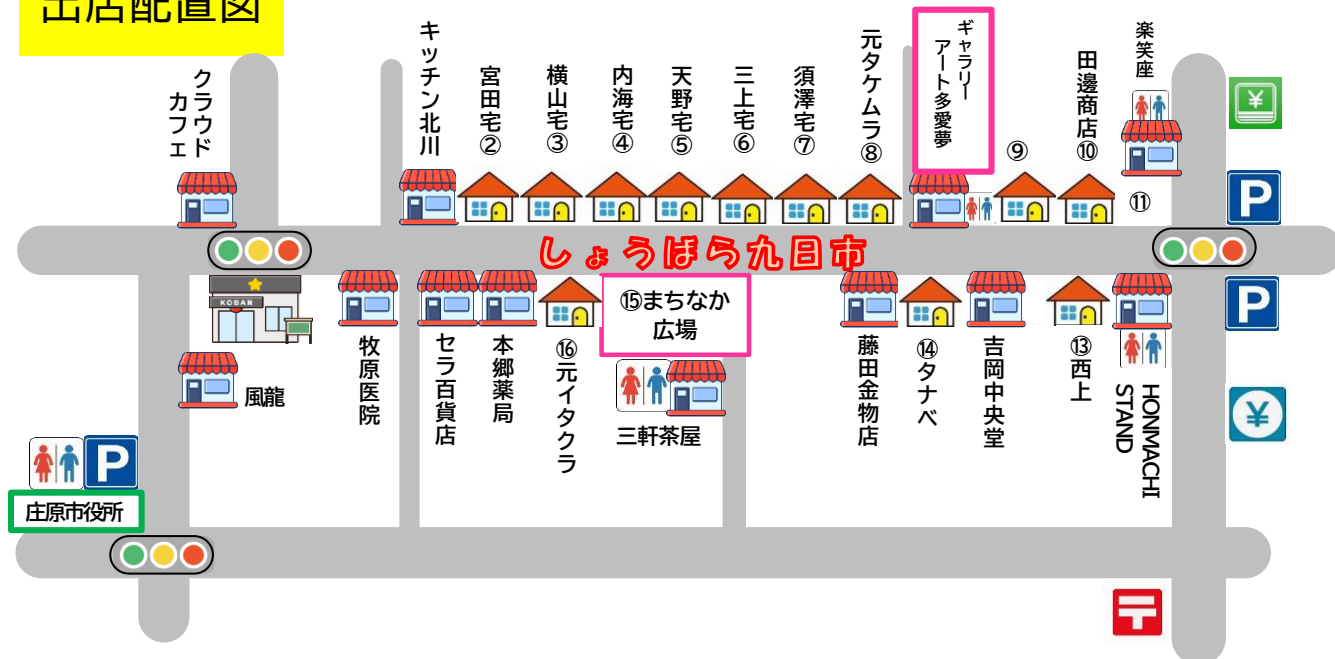 出店配置図
クラウド
カフェ
キッチン北川
宮田宅②
横山宅③
内海宅④
天野宅⑤
三上宅⑥
須澤宅⑦
元タケムラ⑧
ギャラリー
アート多愛夢
⑨
田邊商店⑩
楽笑座
⑪
¥
P
しょうばら九日市
KOBAN
風龍
牧原医院
セラ百貨店
本郷薬局
⑯元イタクラ
⑮まちなか
広場
三軒茶屋
藤田金物店
⑭タナベ
吉岡中央堂
⑬西上
HONMACHI
STAND
P
¥
P
庄原市役所
〒